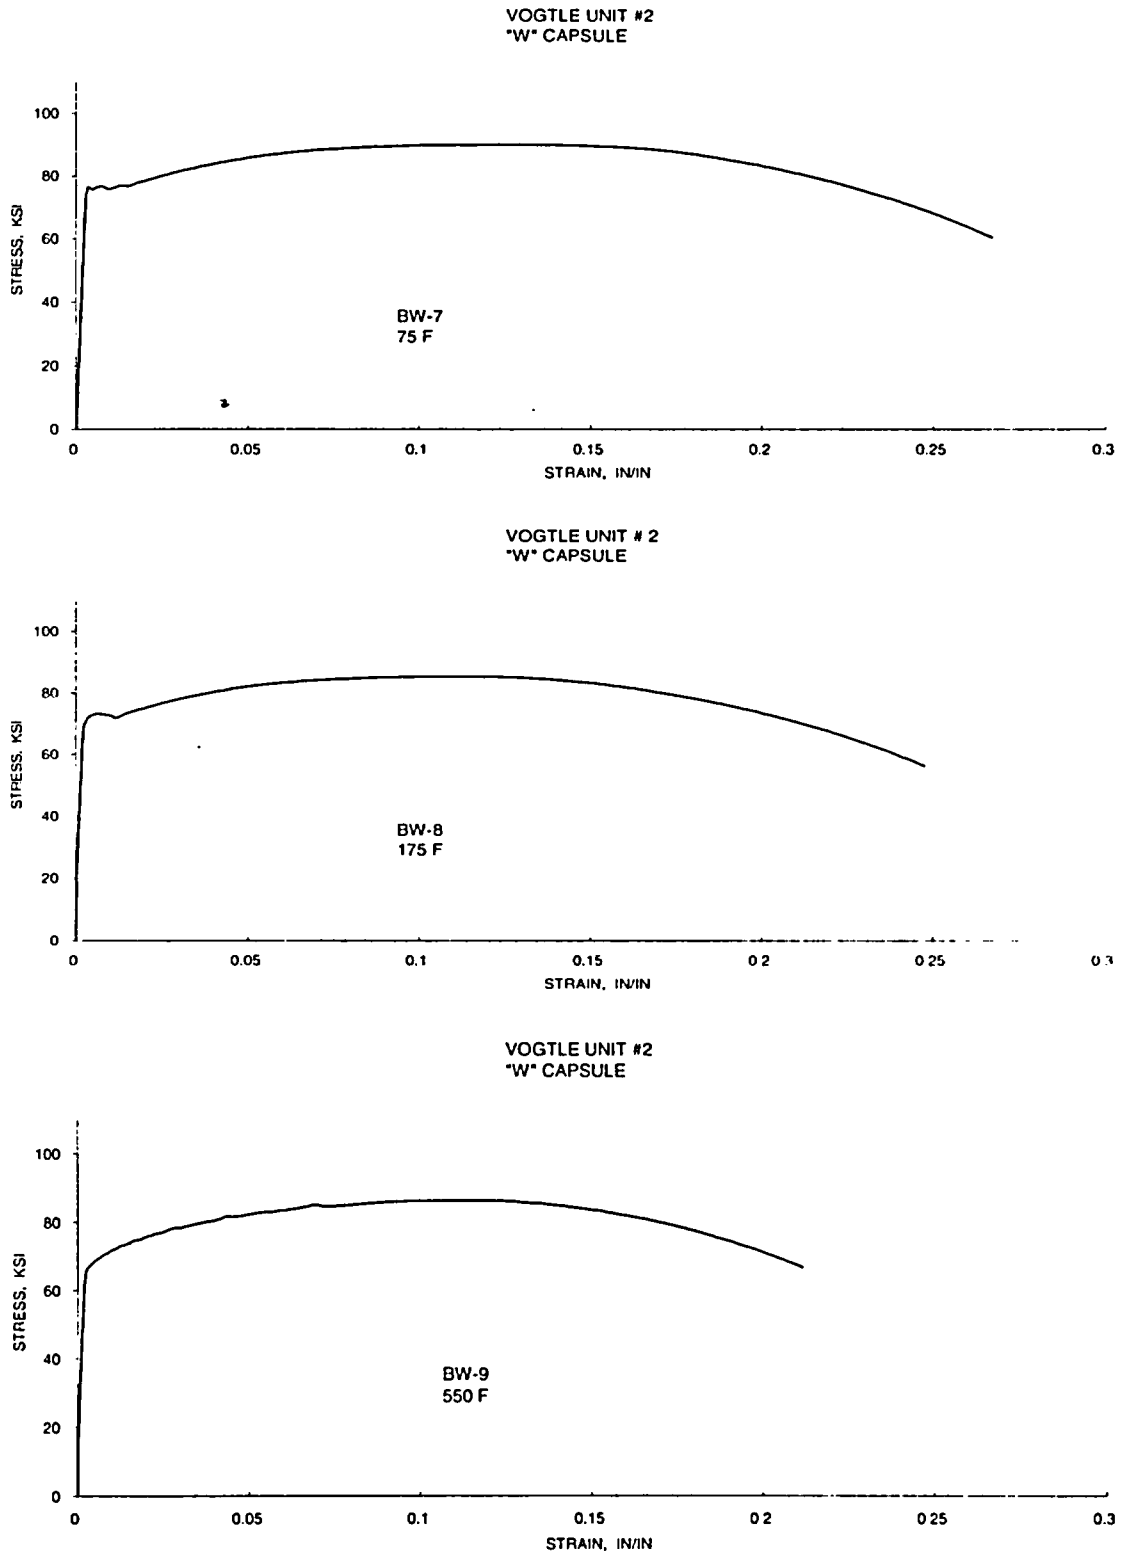 VOGTLE UNIT #2
"W" CAPSULE
100
80
60
40
20
0
STRESS, KSI
BW-7
75 F
0 0.05 0.1 0.15 0.2 0.25 0.3
STRAIN, IN/IN
VOGTLE UNIT # 2
"W" CAPSULE
100
80
60
40
20
0
STRESS, KSI
BW-8
175 F
0 0.05 0.1 0.15 0 2 0 25 0.3
STRAIN, IN/IN
VOGTLE UNIT #2
"W" CAPSULE
100
80
60
40
20
0
STRESS, KSI
BW-9
550 F
0 0.05 0.1 0.15 0 2 0.25 0.3
STRAIN, IN/IN